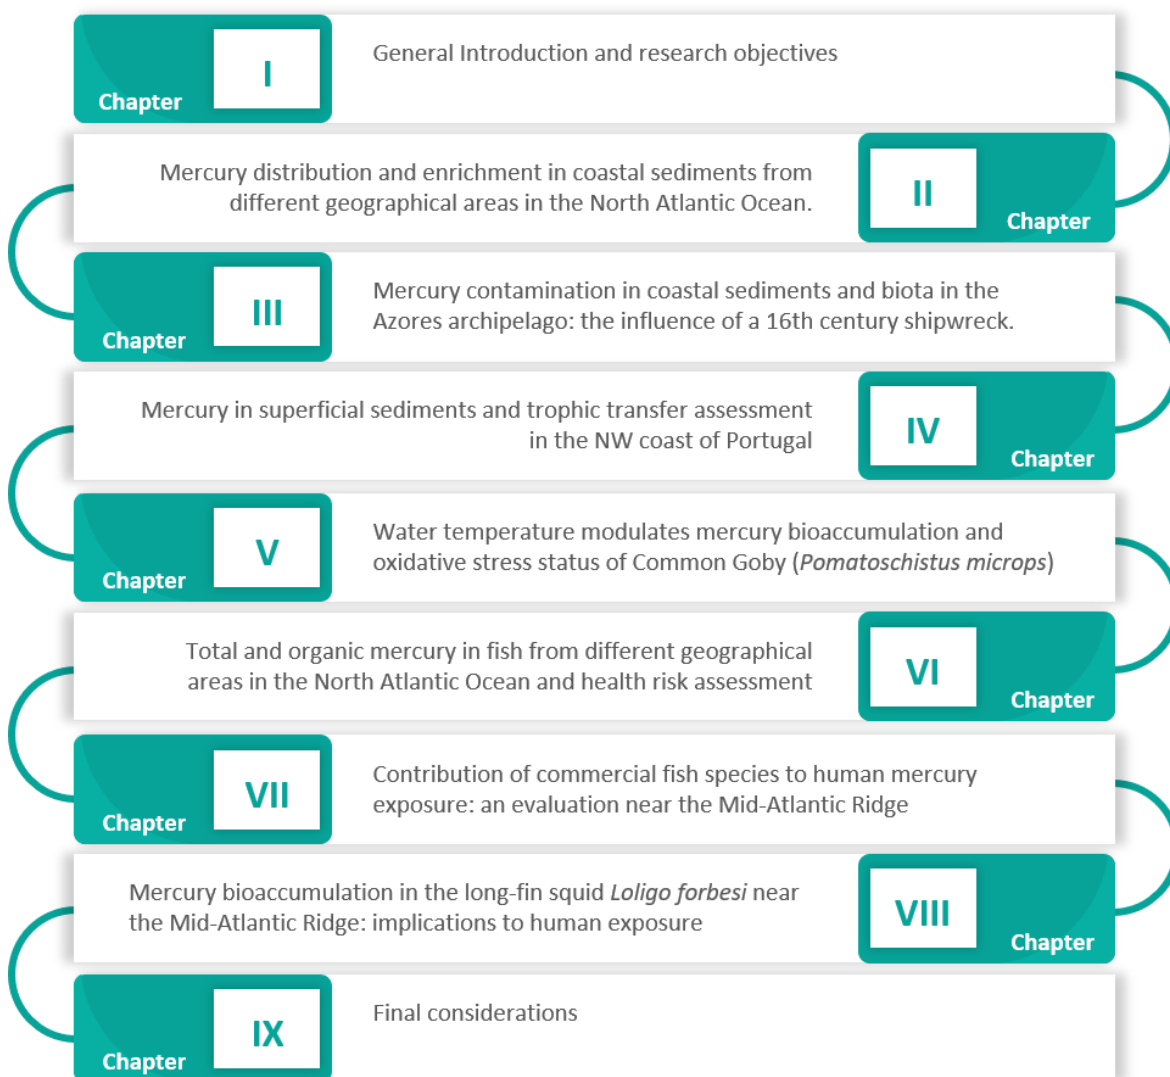 I
Chapter
General Introduction and research objectives
Mercury distribution and enrichment in coastal sediments from
different geographical areas in the North Atlantic Ocean.
II
Chapter
III
Chapter
Mercury contamination in coastal sediments and biota in the
Azores archipelago: the influence of a 16th century shipwreck.
Mercury in superficial sediments and trophic transfer assessment
in the NW coast of Portugal
IV
Chapter
V
Chapter
Water temperature modulates mercury bioaccumulation and
oxidative stress status of Common Goby (Pomatoschistus microps)
Total and organic mercury in fish from different geographical
areas in the North Atlantic Ocean and health risk assessment
VI
Chapter
VII
Chapter
Contribution of commercial fish species to human mercury
exposure: an evaluation near the Mid-Atlantic Ridge
Mercury bioaccumulation in the long-fin squid Loligo forbesi near
the Mid-Atlantic Ridge: implications to human exposure
VIII
Chapter
IX
Chapter
Final considerations